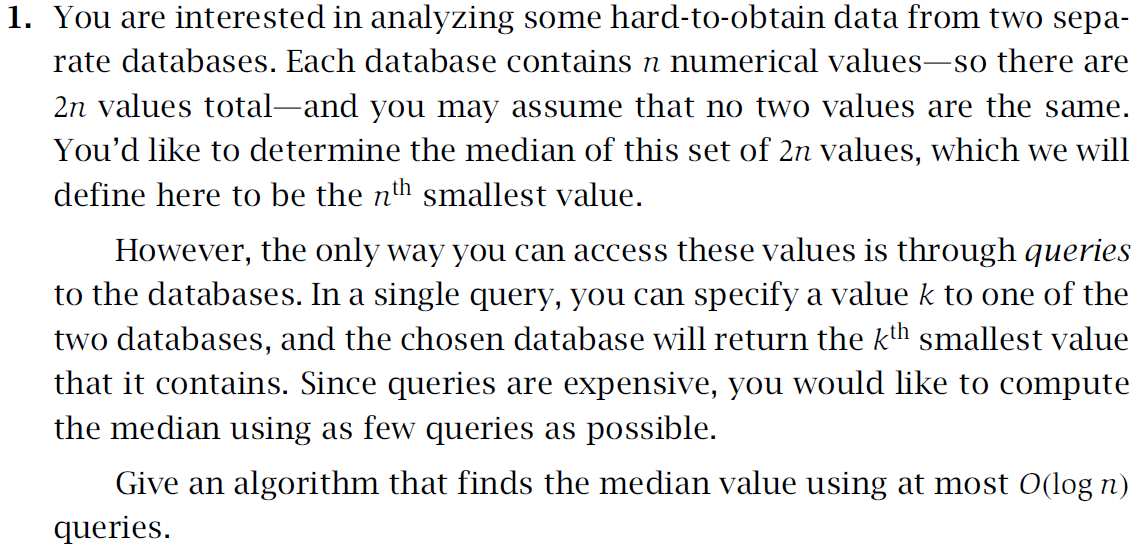 1. You are interested in analyzing some hard-to-obtain data from two sepa-
rate databases. Each database contains n numerical values—so there are
2n values total—and you may assume that no two values are the same.
You’d like to determine the median of this set of 2n values, which we will
define here to be the nth smallest value.
However, the only way you can access these values is through queries
to the databases. In a single query, you can specify a value k to one of the
two databases, and the chosen database will return the kth smallest value
that it contains. Since queries are expensive, you would like to compute
the median using as few queries as possible.
Give an algorithm that finds the median value using at most O(log n)
queries.